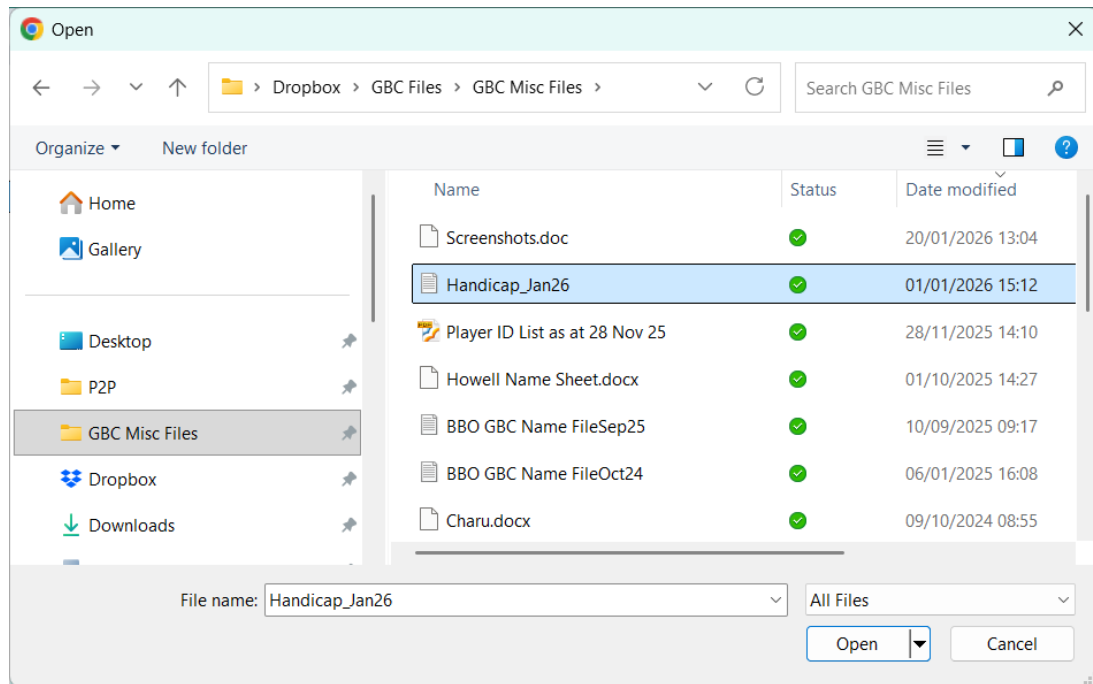 Open
Dropbox > GBC Files > GBC Misc Files >
Search GBC Misc Files
Organize
New folder
Home
Gallery
Desktop
P2P
GBC Misc Files
Dropbox
Downloads
Name Status Date modified
Screenshots.doc 20/01/2026 13:04
Handicap_Jan26 01/01/2026 15:12
Player ID List as at 28 Nov 25 28/11/2025 14:10
Howell Name Sheet.docx 01/10/2025 14:27
BBO GBC Name FileSep25 10/09/2025 09:17
BBO GBC Name FileOct24 06/01/2025 16:08
Charu.docx 09/10/2024 08:55
File name: Handicap_Jan26
All Files
Open
Cancel